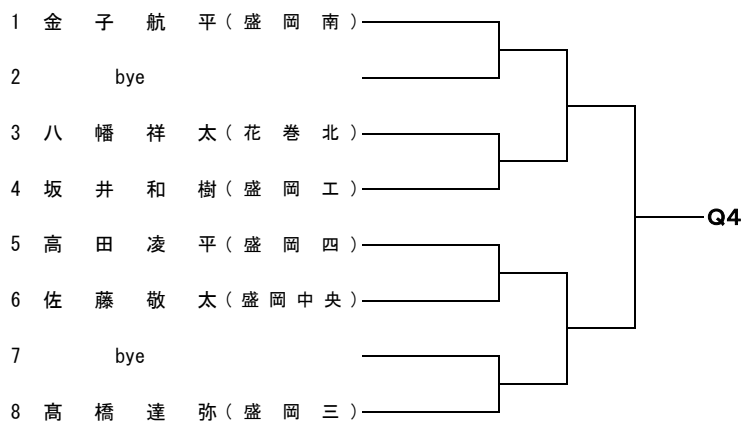 1 金子航平(盛岡南)
2 bye
3 八幡祥太(花巻北)
4 坂井和樹(盛岡工)
Q4
5 高田凌平(盛岡四)
6 佐藤敬太(盛岡中央)
7 bye
8 髙橋達弥(盛岡三)